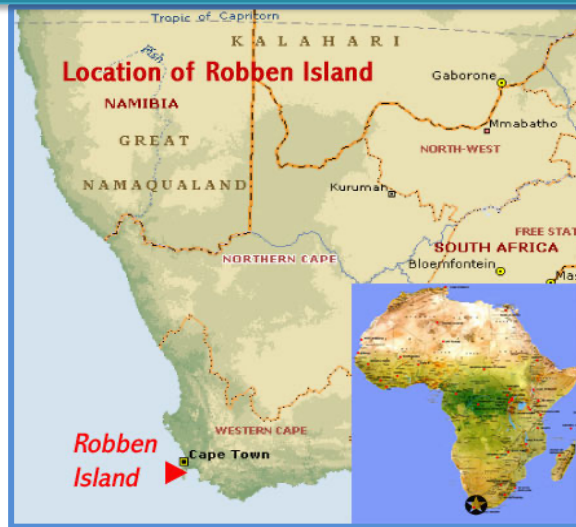 Tropic of Capricorn
KALAHARI
Fish
Location of Robben Island
Gaborone
NAMIBIA
Mmabatho
GREAT
NORTH-WEST
NAMAQUALAND
Kuruman
FREE STAT
SOUTH AFRICA
NORTHERN CAPE
Bloemfontein
Mas
WESTERN CAPE
Robben
Island
Cape Town